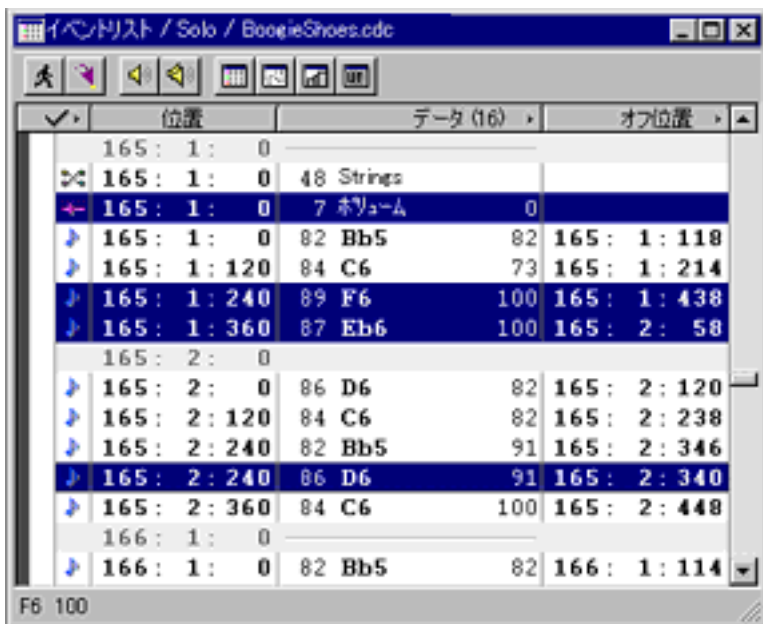 イベントリスト / Solo / BoogieShoes.cdc
UT
位置 データ (16) オフ位置
165 : 1 : 0
165 : 1 : 0 48 Strings
165 : 1 : 0 7 ボリューム 0
165 : 1 : 0 82 Bb5 82 165 : 1 : 118
165 : 1 : 120 84 C6 73 165 : 1 : 214
165 : 1 : 240 89 F6 100 165 : 1 : 438
165 : 1 : 360 87 Eb6 100 165 : 2 : 58
165 : 2 : 0
165 : 2 : 0 86 D6 82 165 : 2 : 120
165 : 2 : 120 84 C6 82 165 : 2 : 238
165 : 2 : 240 82 Bb5 91 165 : 2 : 346
165 : 2 : 240 86 D6 91 165 : 2 : 340
165 : 2 : 360 84 C6 100 165 : 2 : 448
166 : 1 : 0
166 : 1 : 0 82 Bb5 82 166 : 1 : 114
F6 100